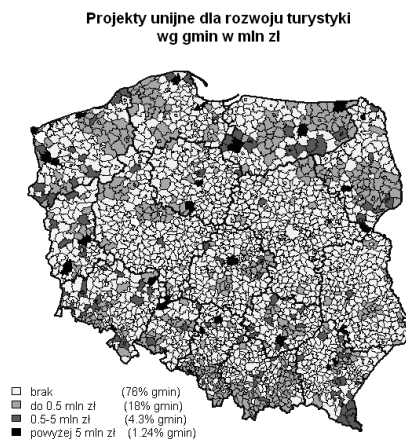 Projekty unijne dla rozwoju turystyki
wg gmin w mln zl
brak (76% gmin)
do 0.5 mln zł (18% gmin)
0.5-5 mln zł (4.3% gmin)
powyżej 5 mln zł (1.24% gmin)